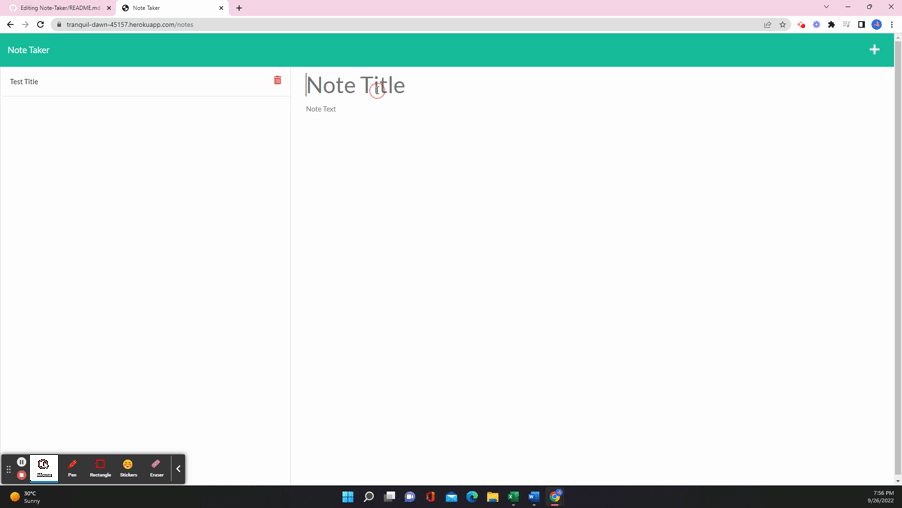 Editing Note-Taker/README.md
Note Taker
tranquil-dawn-45157.herokuapp.com/notes
Note Taker
Test Title
Note Title
Note Text
Pen
Rectangle
Stickers
Eraser
30°C
Sunny
7:56 PM
9/26/2022